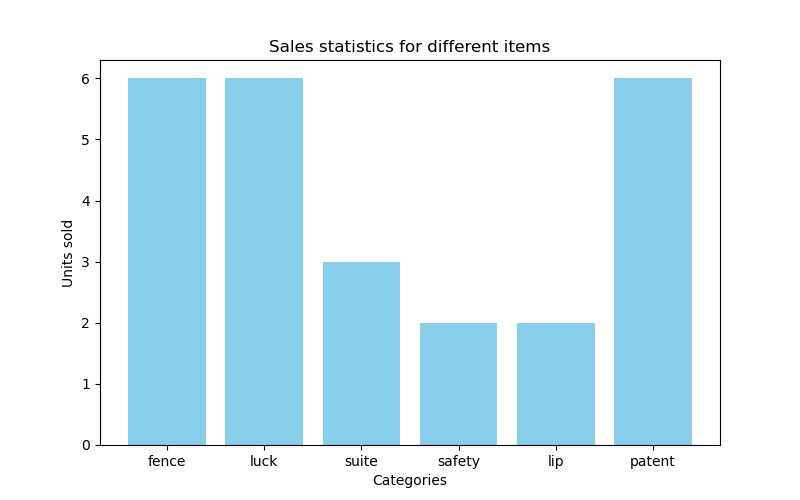 Sales statistics for different items
Units sold
6
5
4
3
2
1
0
fence luck suite safety lip patent
Categories